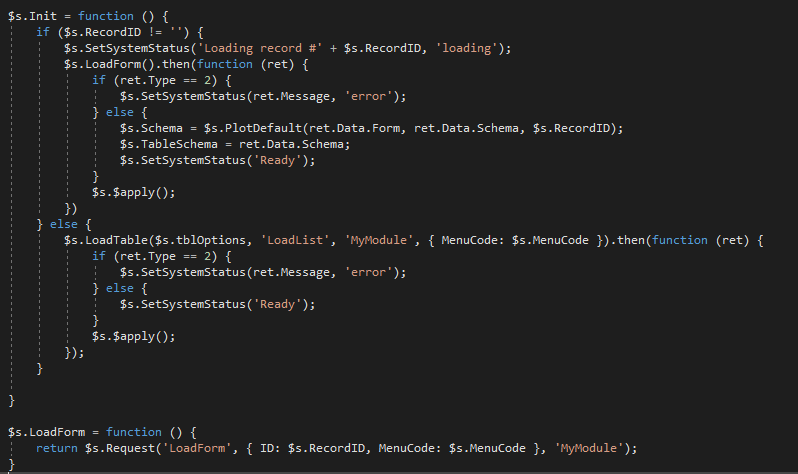 $s.Init = function () {
    if ($s.RecordID != '') {
        $s.SetSystemStatus('Loading record #' + $s.RecordID, 'loading');
        $s.LoadForm().then(function (ret) {
            if (ret.Type == 2) {
                $s.SetSystemStatus(ret.Message, 'error');
            } else {
                $s.Schema = $s.PlotDefault(ret.Data.Form, ret.Data.Schema, $s.RecordID);
                $s.TableSchema = ret.Data.Schema;
                $s.SetSystemStatus('Ready');
            }
            $s.$apply();
        })
    } else {
        $s.LoadTable($s.tblOptions, 'LoadList', 'MyModule', { MenuCode: $s.MenuCode }).then(function (ret) {
            if (ret.Type == 2) {
                $s.SetSystemStatus(ret.Message, 'error');
            } else {
                $s.SetSystemStatus('Ready');
            }
            $s.$apply();
        });
    }

}

$s.LoadForm = function () {
    return $s.Request('LoadForm', { ID: $s.RecordID, MenuCode: $s.MenuCode }, 'MyModule');
}